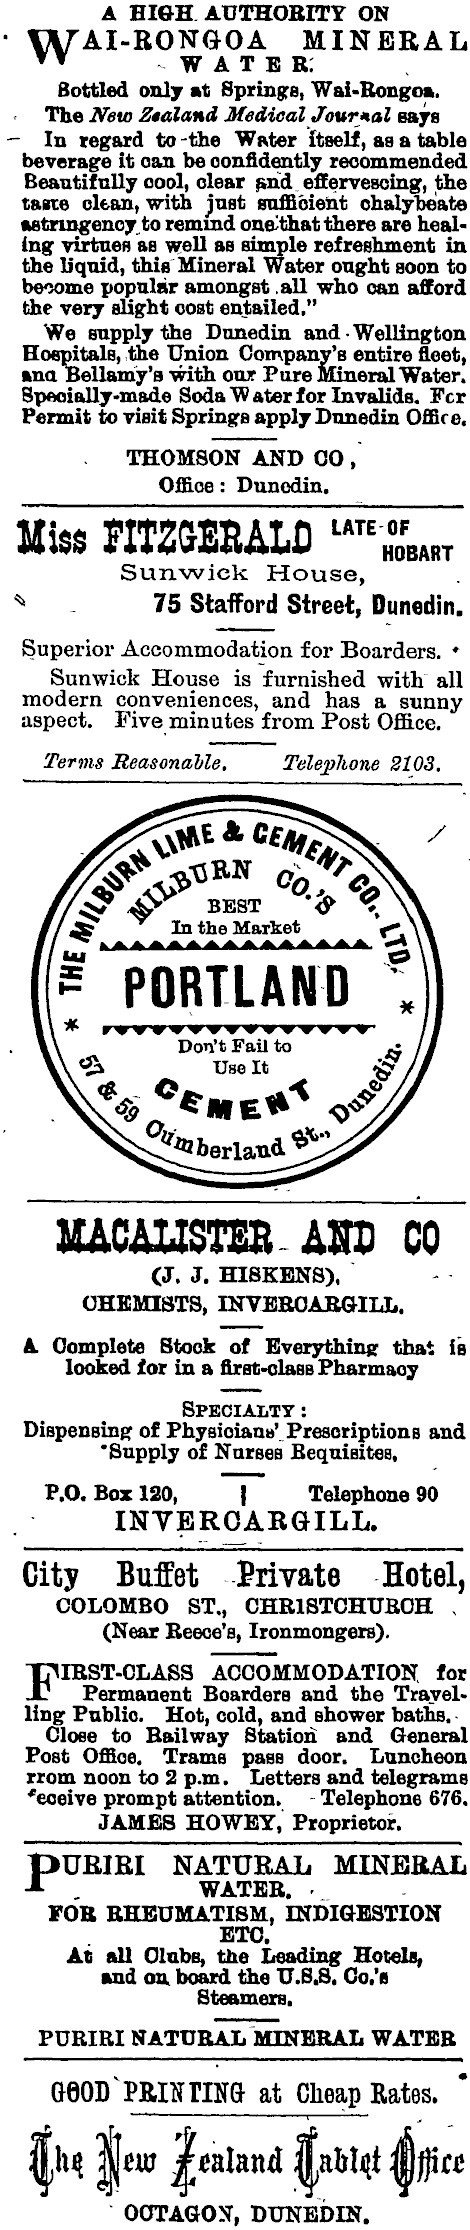 A HIGH AUTHORITY ON
WAI-RONGOA MINERAL
WATER.
Bottled only at Springs, Wai-Rongoa.
The New Zealand Medical Journal says
In regard to the Water itself, as a table
beverage it can be confidently recommended
Beautifully cool, clear and effervescing, the
taste clean, with just sufficient chalybeate
astringency to remind one that there are heal-
ing virtues as well as simple refreshment in
the liquid, this Mineral Water ought soon to
become popular amongst all who can afford
the very slight cost entailed."
We supply the Dunedin and Wellington
Hospitals, the Union Company's entire fleet,
and Bellamy's with our Pure Mineral Water.
Specially-made Soda Water for Invalids. For
Permit to visit Springs apply Dunedin Office.
THOMSON AND CO,
Office: Dunedin.
Miss FITZGERALD LATE OF
HOBART
Sunwick House,
75 Stafford Street, Dunedin.
Superior Accommodation for Boarders.
Sunwick House is furnished with all
modern conveniences, and has a sunny
aspect. Five minutes from Post Office.
Terms Reasonable. Telephone 2103.
THE MILBURN LIME & CEMENT CO., LTD.
MILBURN CO.'S
BEST
In the Market
PORTLAND
Don't Fail to
Use It
CEMENT
* 57 & 59 Cumberland St., Dunedin. *
MACALISTER AND CO
(J. J. HISKENS),
CHEMISTS, INVERCARGILL.
A Complete Stock of Everything that is
looked for in a first-class Pharmacy
SPECIALTY:
Dispensing of Physicians' Prescriptions and
Supply of Nurses Requisites.
P.O. Box 120, | Telephone 90
INVERCARGILL.
City Buffet Private Hotel,
COLOMBO ST., CHRISTCHURCH
(Near Reece's, Ironmongers).
FIRST-CLASS ACCOMMODATION for
Permanent Boarders and the Travel-
ling Public. Hot, cold, and shower baths.
Close to Railway Station and General
Post Office. Trams pass door. Luncheon
rrom noon to 2 p.m. Letters and telegrams
receive prompt attention. - Telephone 676.
JAMES HOWEY, Proprietor.
PURIRI NATURAL MINERAL
WATER.
FOR RHEUMATISM, INDIGESTION
ETC.
At all Clubs, the Leading Hotels,
and on board the U.S.S. Co.'s
Steamers.
PURIRI NATURAL MINERAL WATER
GOOD PRINTING at Cheap Rates.
The New Zealand Tablet Office
OCTAGON, DUNEDIN.